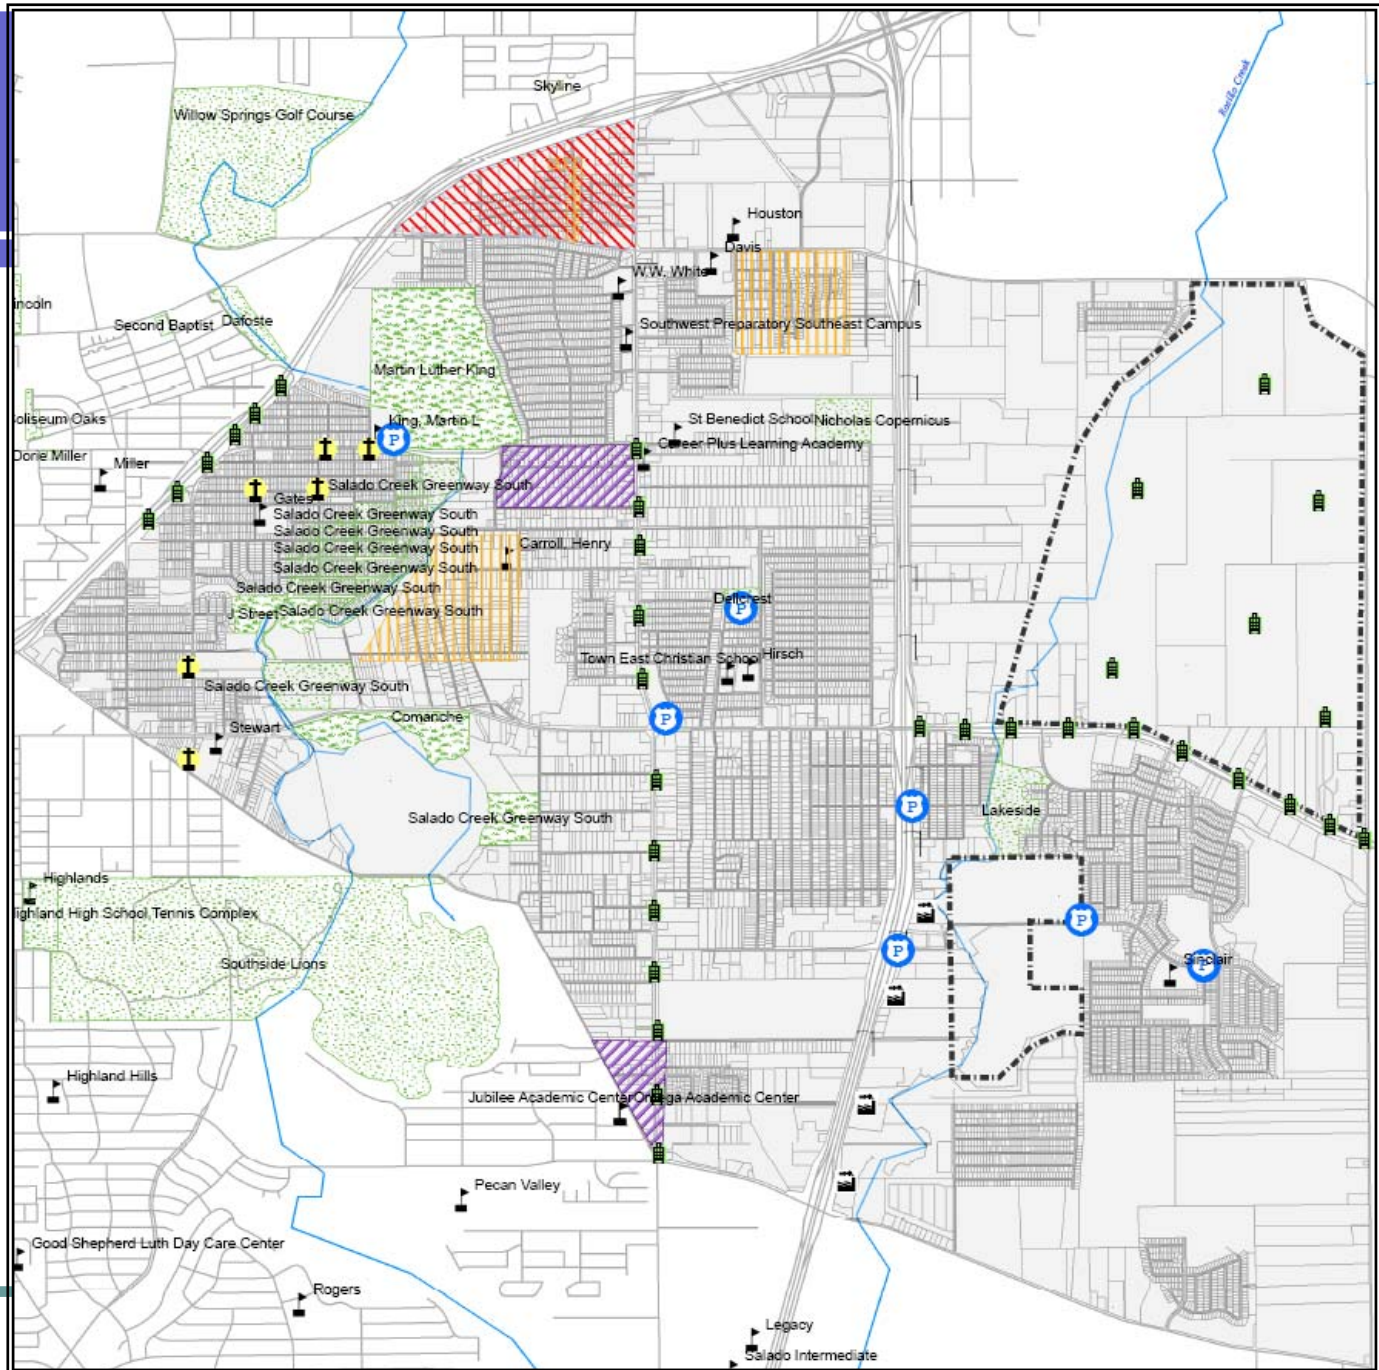 Skyline
Rosillo Creek
Willow Springs Golf Course
Houston
Davis
W.W. White
incoln
Second Baptist
Dafoste
Southwest Preparatory Southeast Campus
Martin Luther King
oliseum Oaks
King, Martin L
St Benedict School
Nicholas Copernicus
Career Plus Learning Academy
Dorie Miller
Miller
Salado Creek Greenway South
Gates
Salado Creek Greenway South
Salado Creek Greenway South
Salado Creek Greenway South
Carroll, Henry
Salado Creek Greenway South
Salado Creek Greenway South
J Street
Salado Creek Greenway South
Dellcrest
P
P
Town East Christian School
Hirsch
Salado Creek Greenway South
Comanche
P
Stewart
P
Lakeside
Salado Creek Greenway South
Highlands
ighland High School Tennis Complex
P
P
Southside Lions
Sinclair
P
Highland Hills
Jubilee Academic Center
Omega Academic Center
Pecan Valley
Good Shepherd Luth Day Care Center
Rogers
Legacy
Salado Intermediate